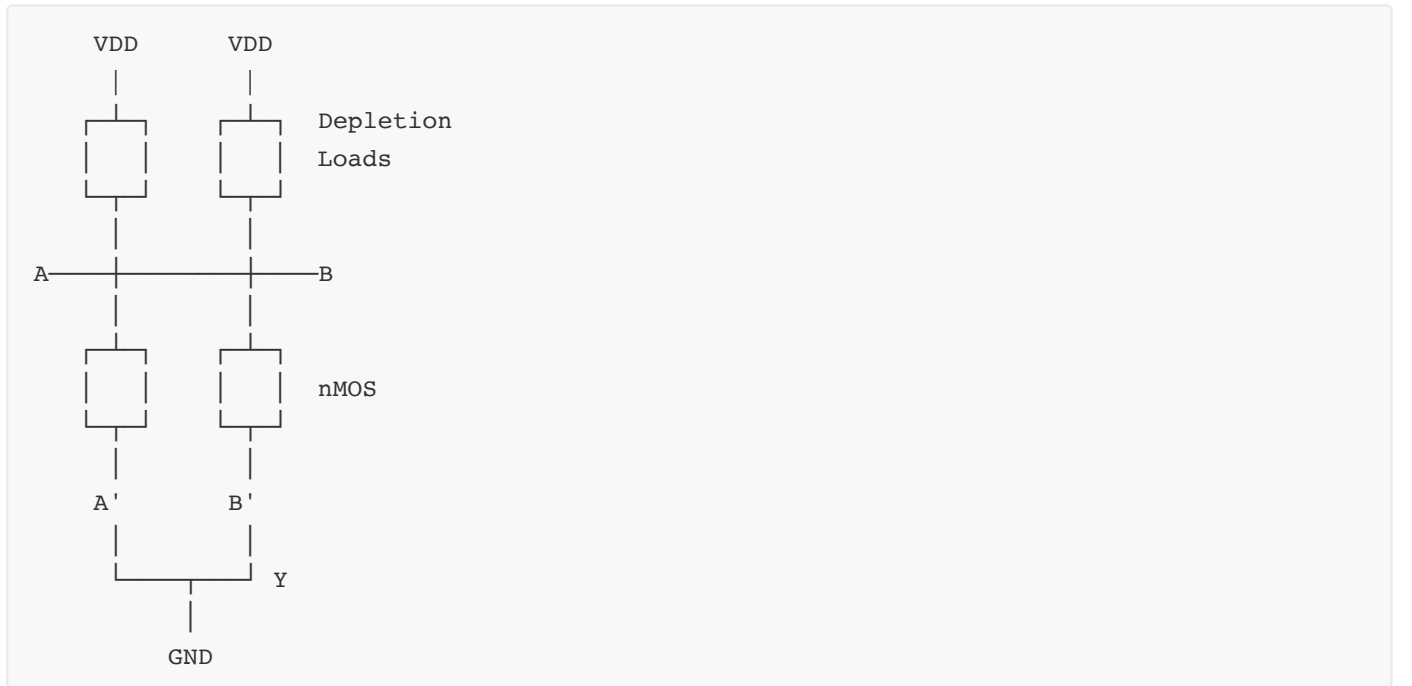 VDD VDD
Depletion
Loads
A B
nMOS
A' B'
Y
GND